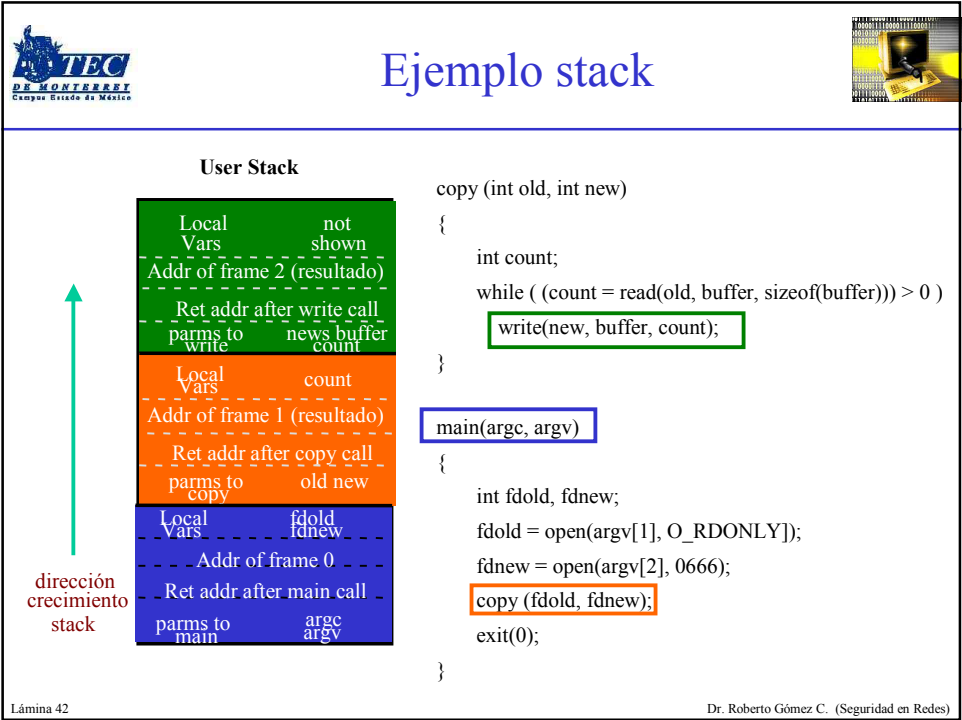 TEC
DE MONTERREY
Campus Estado de México
Ejemplo stack
User Stack
Local Vars not shown
Addr of frame 2 (resultado)
Ret addr after write call
parms to write news buffer count
Local Vars count
Addr of frame 1 (resultado)
Ret addr after copy call
parms to copy old new
Local Vars fdold fdnew
Addr of frame 0
Ret addr after main call
parms to main argc argv
dirección
crecimiento
stack
copy (int old, int new)
{
int count;
while ( (count = read(old, buffer, sizeof(buffer))) > 0 )
write(new, buffer, count);
}
main(argc, argv)
{
int fdold, fdnew;
fdold = open(argv[1], O_RDONLY]);
fdnew = open(argv[2], 0666);
copy (fdold, fdnew);
exit(0);
}
Lámina 42
Dr. Roberto Gómez C. (Seguridad en Redes)